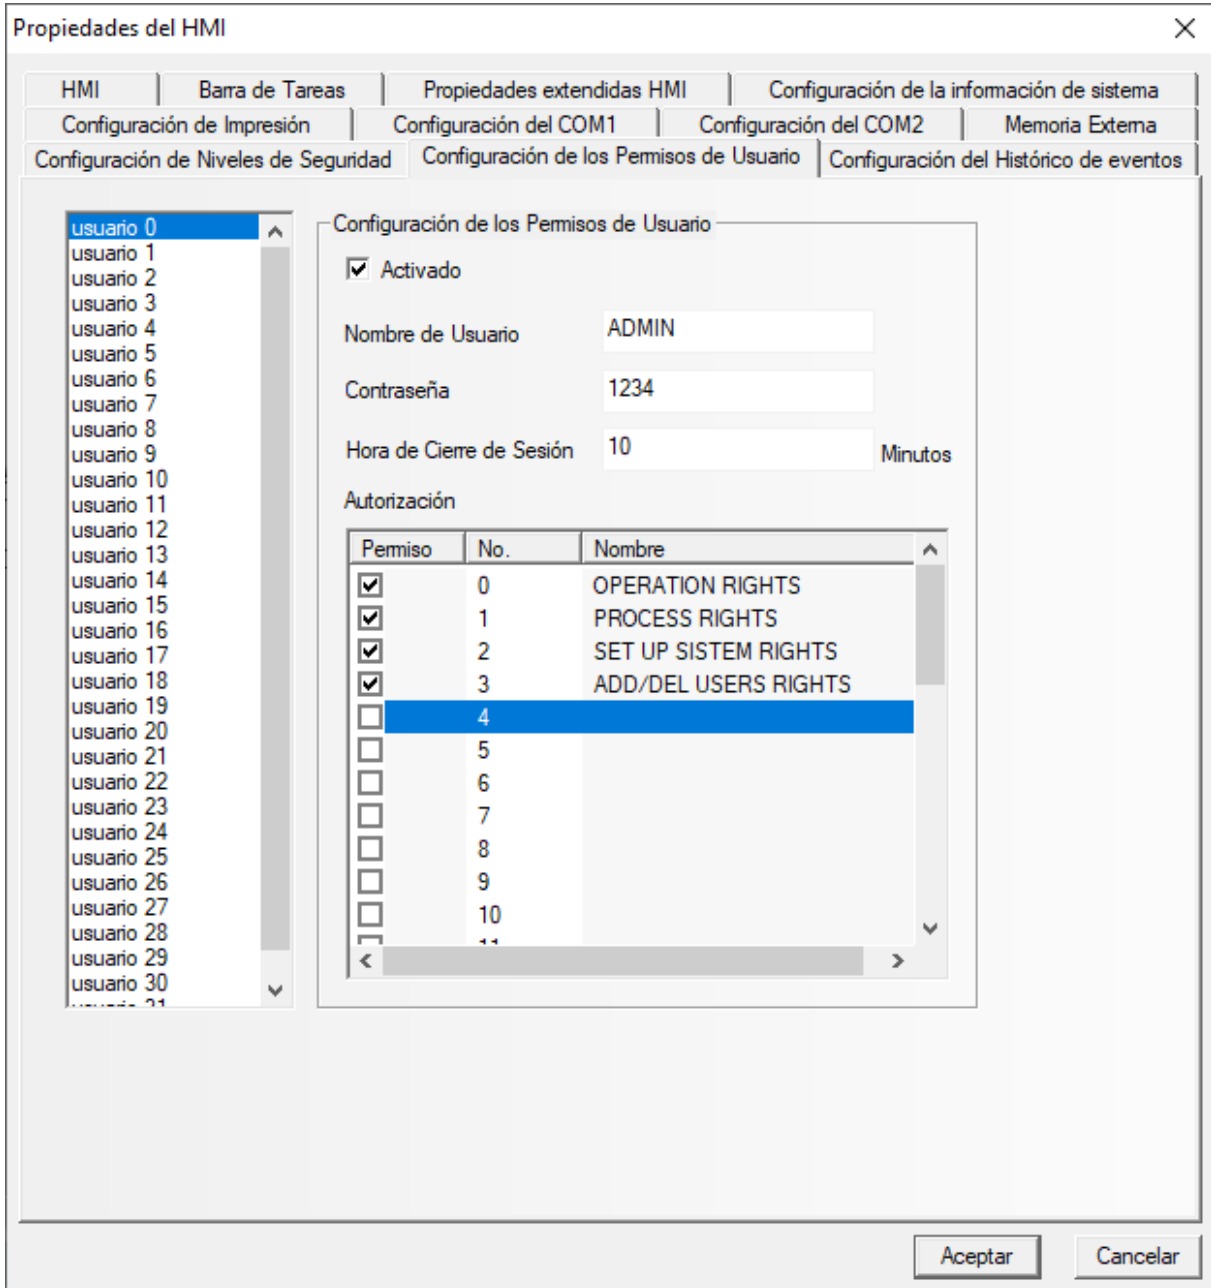 Propiedades del HMI
HMI
Barra de Tareas
Propiedades extendidas HMI
Configuración de la información de sistema
Configuración de Impresión
Configuración del COM1
Configuración del COM2
Memoria Externa
Configuración de Niveles de Seguridad
Configuración de los Permisos de Usuario
Configuración del Histórico de eventos
usuario 0
usuario 1
usuario 2
usuario 3
usuario 4
usuario 5
usuario 6
usuario 7
usuario 8
usuario 9
usuario 10
usuario 11
usuario 12
usuario 13
usuario 14
usuario 15
usuario 16
usuario 17
usuario 18
usuario 19
usuario 20
usuario 21
usuario 22
usuario 23
usuario 24
usuario 25
usuario 26
usuario 27
usuario 28
usuario 29
usuario 30
usuario 31
Configuración de los Permisos de Usuario
Activado
Nombre de Usuario ADMIN
Contraseña 1234
Hora de Cierre de Sesión 10 Minutos
Autorización
Permiso No. Nombre
0 OPERATION RIGHTS
1 PROCESS RIGHTS
2 SET UP SISTEM RIGHTS
3 ADD/DEL USERS RIGHTS
4
5
6
7
8
9
10
11
Aceptar
Cancelar